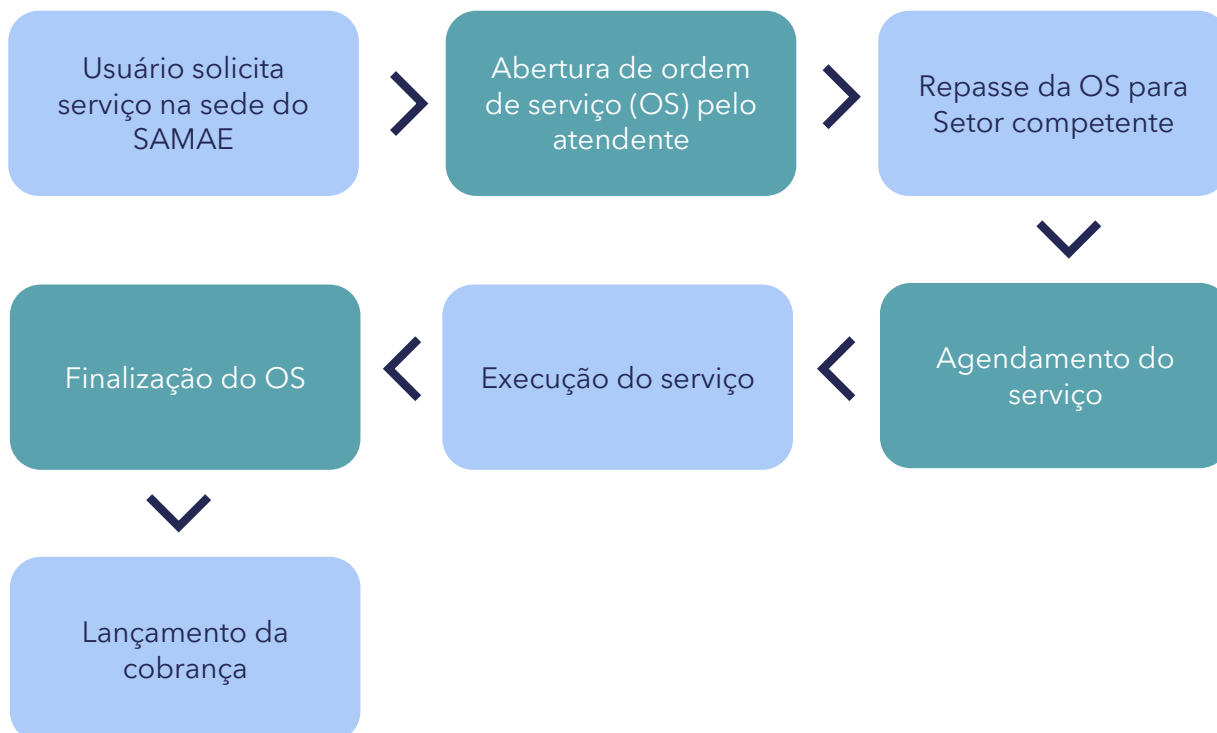 Usuário solicita
serviço na sede do
SAMAE
Abertura de ordem
de serviço (OS) pelo
atendente
Repasse da OS para
Setor competente
Agendamento do
serviço
Execução do serviço
Finalização do OS
Lançamento da
cobrança